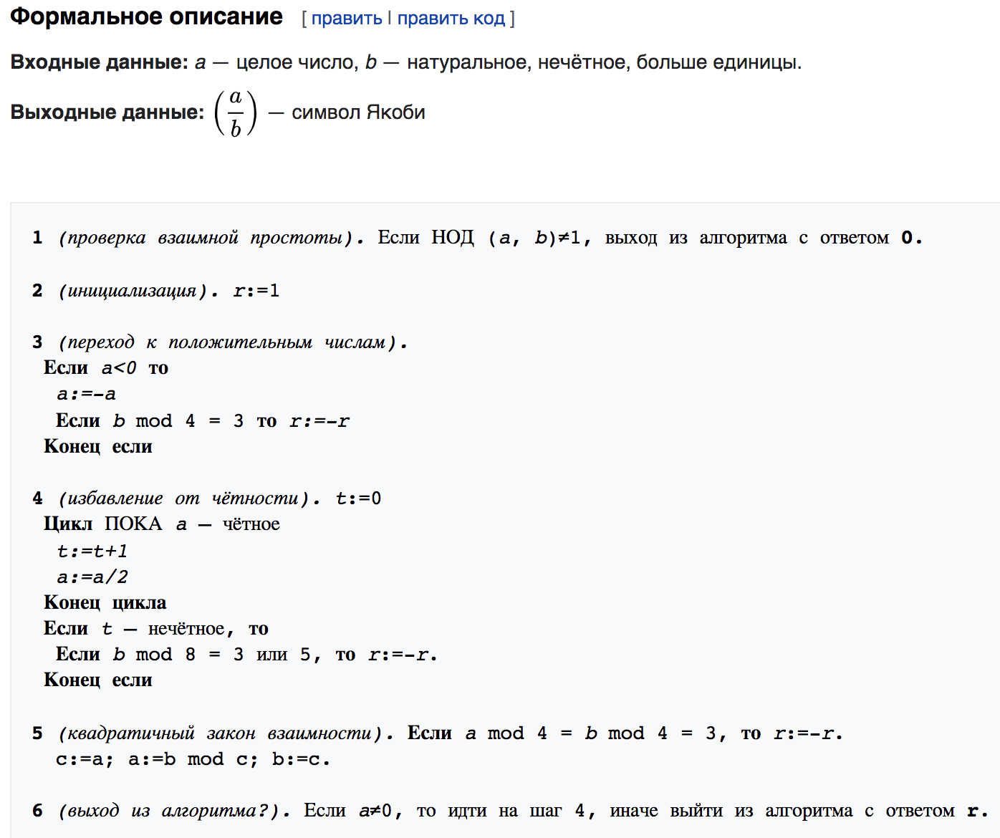 Формальное описание [ править | править код ]
Входные данные: a — целое число, b — натуральное, нечётное, больше единицы.
Выходные данные: (a/b) — символ Якоби
1 (проверка взаимной простоты). Если НОД (a, b)≠1, выход из алгоритма с ответом 0.
2 (инициализация). r:=1
3 (переход к положительным числам).
Если a<0 то
a:=-a
Если b mod 4 = 3 то r:=-r
Конец если
4 (избавление от чётности). t:=0
Цикл ПОКА a – чётное
t:=t+1
a:=a/2
Конец цикла
Если t – нечётное, то
Если b mod 8 = 3 или 5, то r:=-r.
Конец если
5 (квадратичный закон взаимности). Если a mod 4 = b mod 4 = 3, то r:=-r.
c:=a; a:=b mod c; b:=c.
6 (выход из алгоритма?). Если a≠0, то идти на шаг 4, иначе выйти из алгоритма с ответом r.